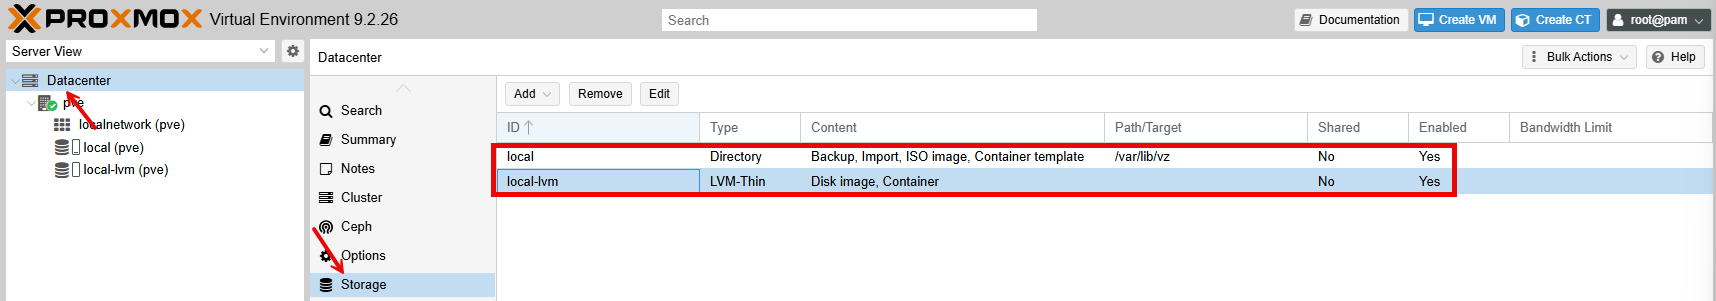 PROXMOX Virtual Environment 9.2.26 Search Documentation Create VM Create CT root@pam
Server View
Datacenter Bulk Actions Help
Datacenter
pve
localnetwork (pve)
local (pve)
local-lvm (pve)
Search
Summary
Notes
Cluster
Ceph
Options
Storage
Add Remove Edit
ID Type Content Path/Target Shared Enabled Bandwidth Limit
local Directory Backup, Import, ISO image, Container template /var/lib/vz No Yes
local-lvm LVM-Thin Disk image, Container No Yes